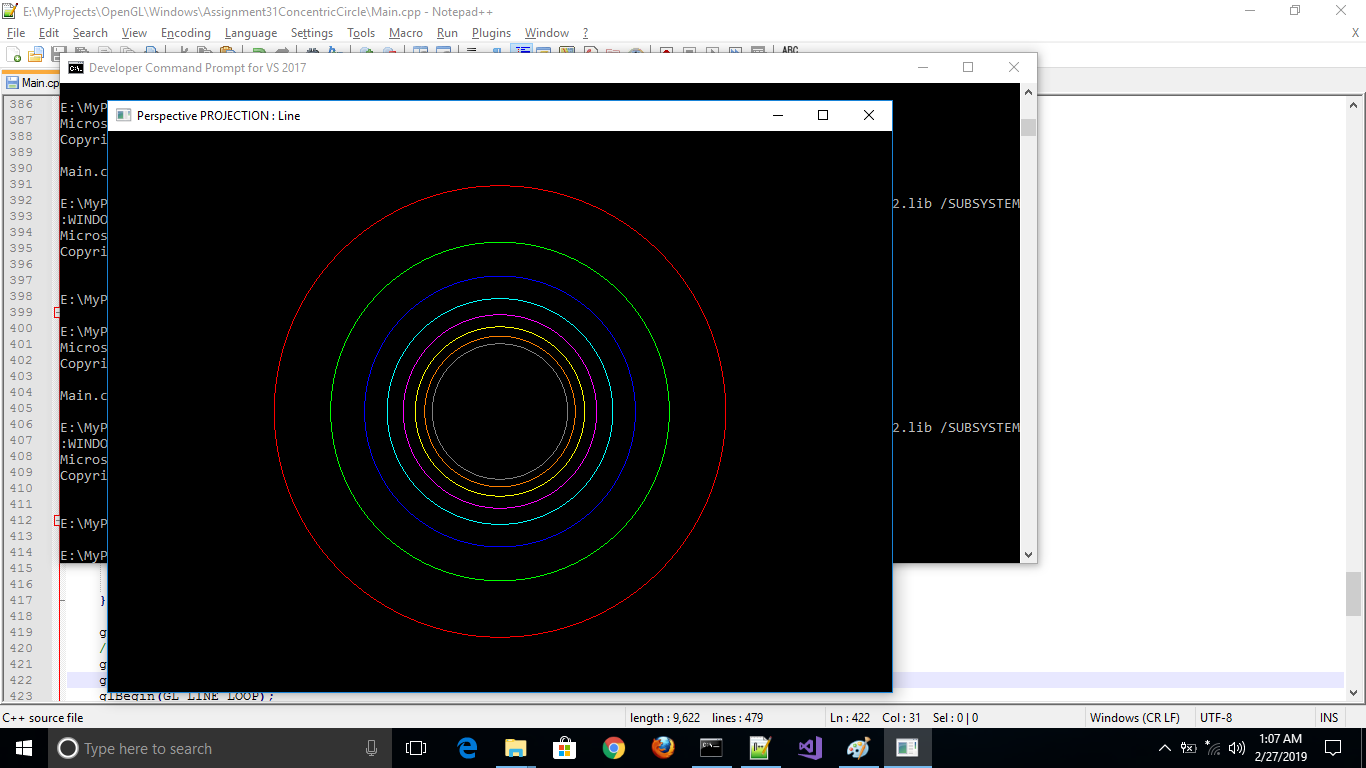 E:\MyProjects\OpenGL\Windows\Assignment31ConcentricCircle\Main.cpp - Notepad++
File Edit Search View Encoding Language Settings Tools Macro Run Plugins Window ? X
Developer Command Prompt for VS 2017
Main.cp
Perspective PROJECTION : Line
386
387
388
389
390
391
392
393
394
395
396
397
398
399
400
401
402
403
404
405
406
407
408
409
410
411
412
413
414
415
416
417 }
418
419 g
420 /
421 g
422 g
423 glBegin(GL_LINE_LOOP);
E:\MyP
Micros
Copyri
Main.c
E:\MyP 2.lib /SUBSYSTEM
:WINDO
Micros
Copyri
E:\MyP
E:\MyP
Micros
Copyri
Main.c
E:\MyP 2.lib /SUBSYSTEM
:WINDO
Micros
Copyri
E:\MyP
E:\MyP
C++ source file length : 9,622 lines : 479 Ln : 422 Col : 31 Sel : 0 | 0 Windows (CR LF) UTF-8 INS
Type here to search
1:07 AM
2/27/2019